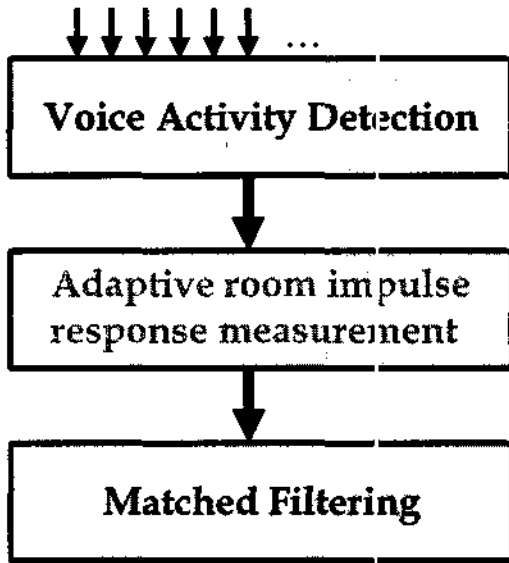 ...
Voice Activity Detection
Adaptive room impulse
response measurement
Matched Filtering